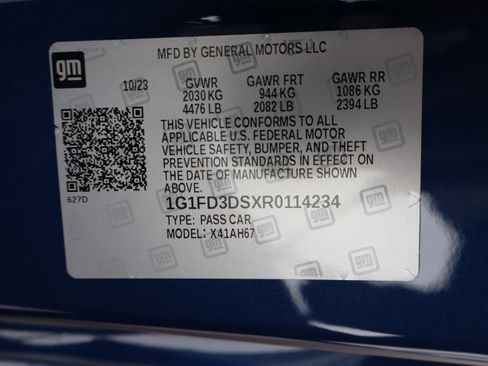 gm
MFD BY GENERAL MOTORS LLC
10/23 GVWR GAWR FRT GAWR RR
2030 KG 944 KG 1086 KG
4476 LB 2082 LB 2394 LB
THIS VEHICLE CONFORMS TO ALL
APPLICABLE U.S. FEDERAL MOTOR
VEHICLE SAFETY, BUMPER, AND THEFT
PREVENTION STANDARDS IN EFFECT ON
THE DATE OF MANUFACTURE SHOWN
ABOVE.
627D
1G1FD3DSXR0114234
TYPE: PASS CAR
MODEL: X41AH67